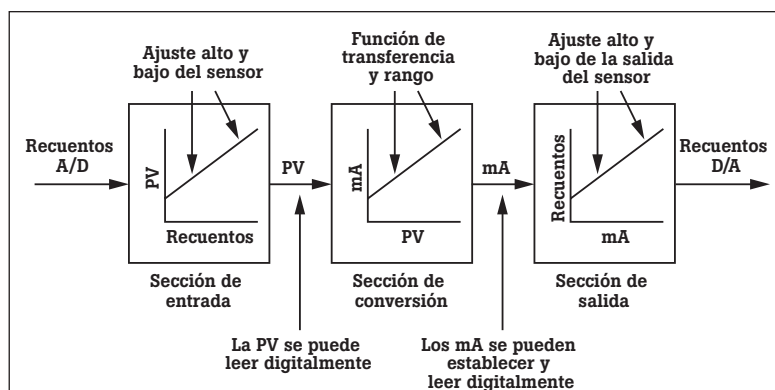 Ajuste alto y
bajo del sensor
Función de
transferencia
y rango
Ajuste alto y
bajo de la salida
del sensor
Recuentos
A/D
PV
Recuentos
PV
mA
PV
mA
Recuentos
mA
Recuentos
D/A
Sección de
entrada
Sección de
conversión
Sección de
salida
La PV se puede
leer digitalmente
Los mA se pueden
establecer y
leer digitalmente